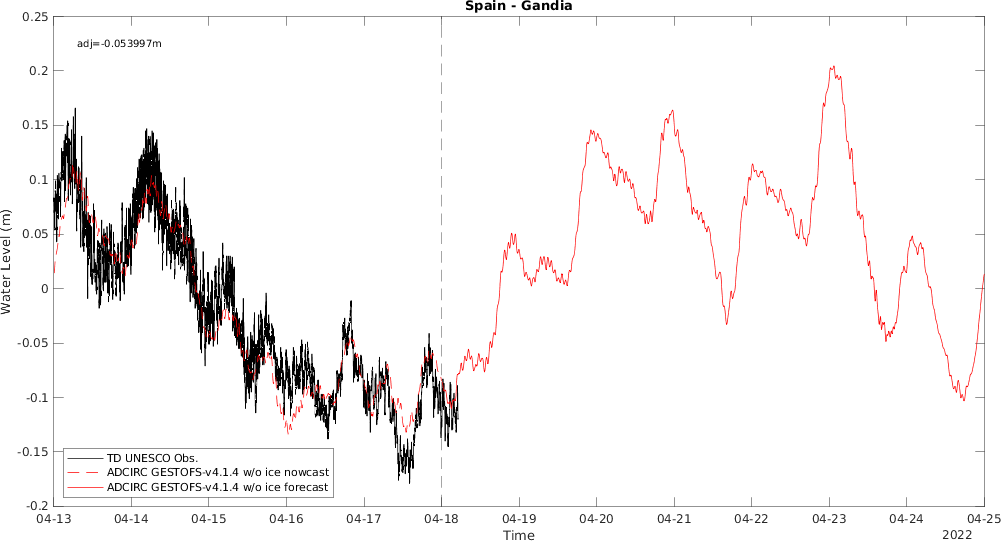 Spain - Gandia
adj=-0.053997m
Water Level (m)
0.25
0.2
0.15
0.1
0.05
0
-0.05
-0.1
-0.15
-0.2
TD UNESCO Obs.
ADCIRC GESTOFS-v4.1.4 w/o ice nowcast
ADCIRC GESTOFS-v4.1.4 w/o ice forecast
04-13 04-14 04-15 04-16 04-17 04-18 04-19 04-20 04-21 04-22 04-23 04-24 04-25
Time
2022